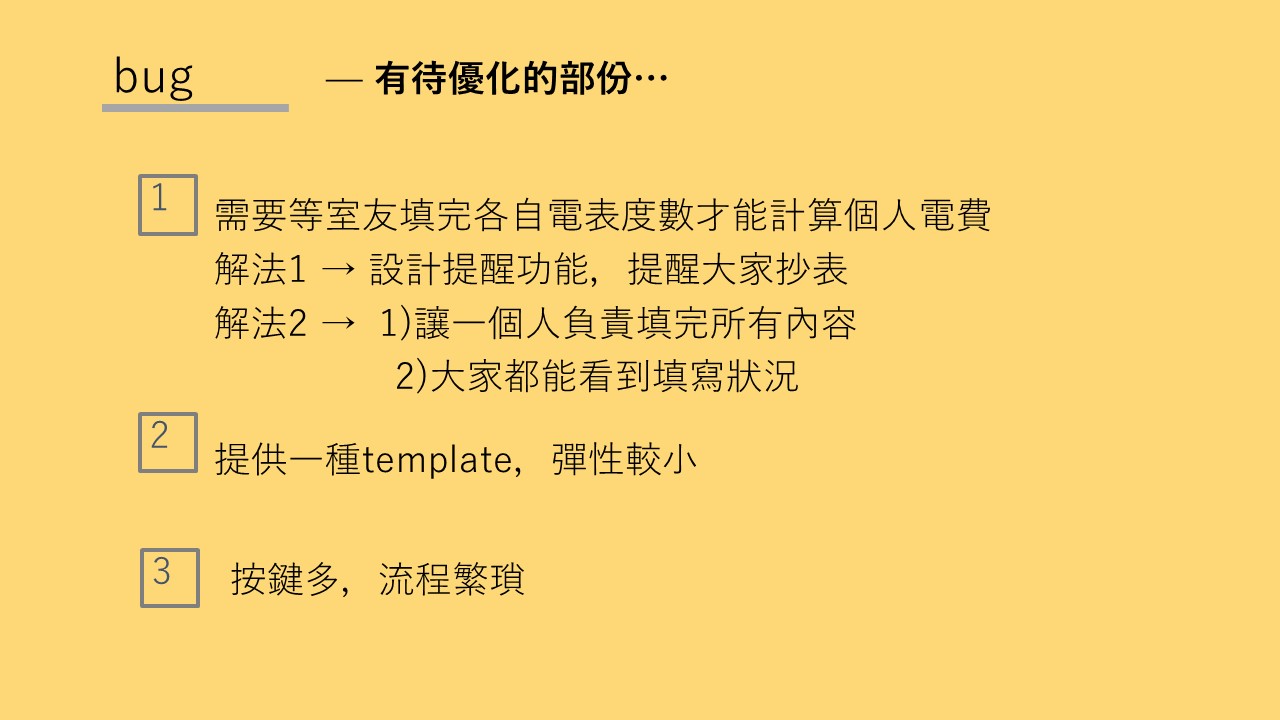 bug — 有待優化的部份…
1
需要等室友填完各自電表度數才能計算個人電費
解法1 → 設計提醒功能，提醒大家抄表
解法2 → 1)讓一個人負責填完所有內容
2)大家都能看到填寫狀況
2
提供一種template，彈性較小
3
按鍵多，流程繁瑣